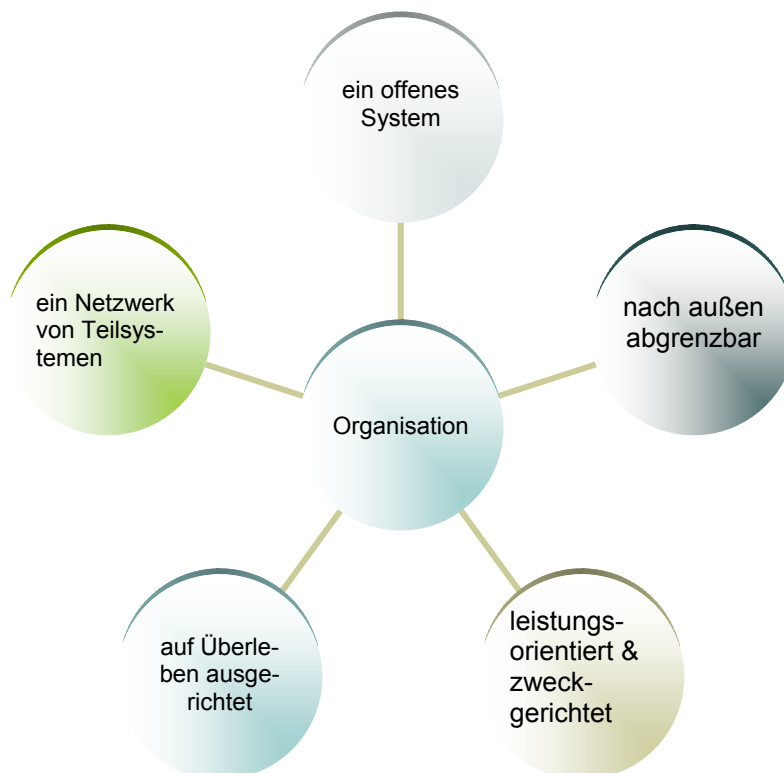 ein offenes
System
ein Netzwerk
von Teilsys-
temen
nach außen
abgrenzbar
Organisation
auf Überle-
ben ausge-
richtet
leistungs-
orientiert &
zweck-
gerichtet